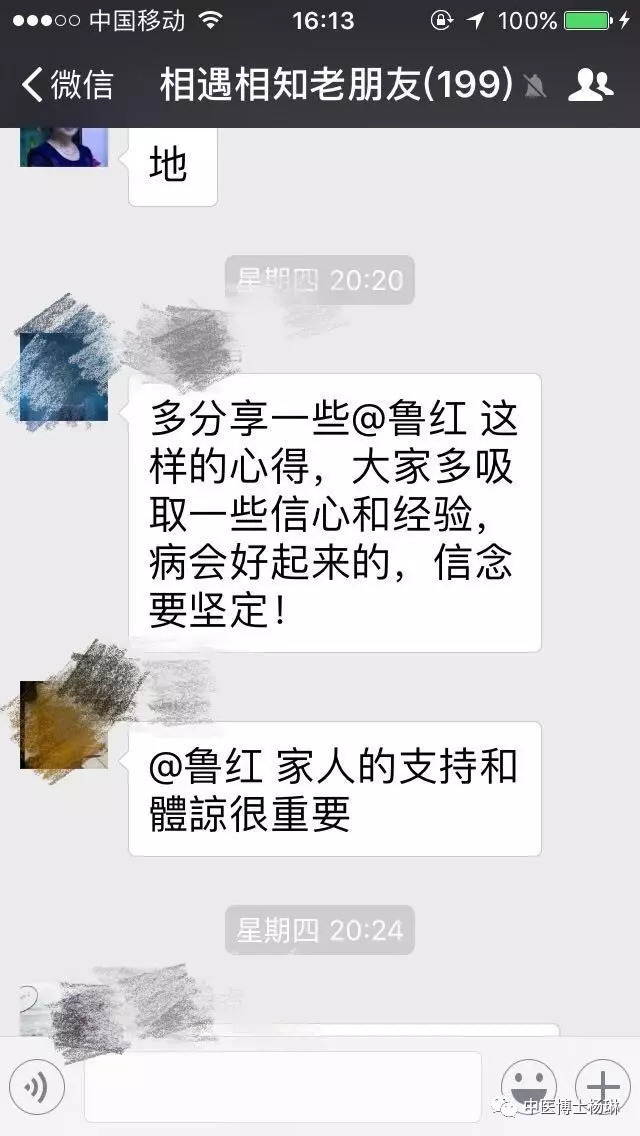 中国移动 16:13 100%
微信 相遇相知老朋友(199)
地
星期四 20:20
多分享一些@鲁红 这
样的心得，大家多吸
取一些信心和经验，
病会好起来的，信念
要坚定！
@鲁红 家人的支持和
體諒很重要
星期四 20:24
中医博士杨琳